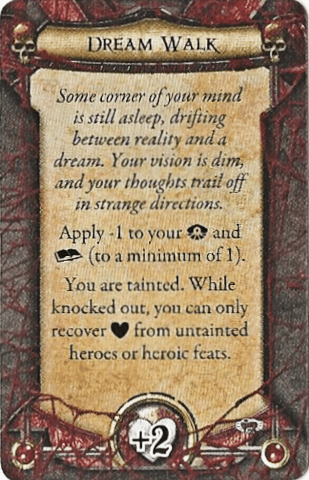 Dream Walk
Some corner of your mind
is still asleep, drifting
between reality and a
dream. Your vision is dim,
and your thoughts trail off
in strange directions.
Apply -1 to your and
(to a minimum of 1).
You are tainted. While
knocked out, you can only
recover ♥ from untainted
heroes or heroic feats.
+2